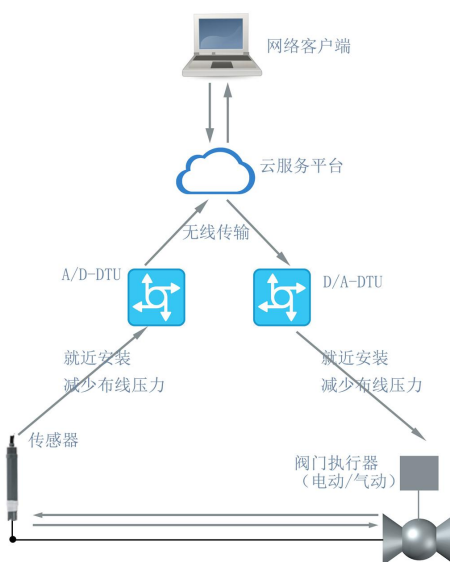 网络客户端
云服务平台
无线传输
A/D-DTU
D/A-DTU
就近安装
减少布线压力
就近安装
减少布线压力
传感器
阀门执行器
（电动/气动）